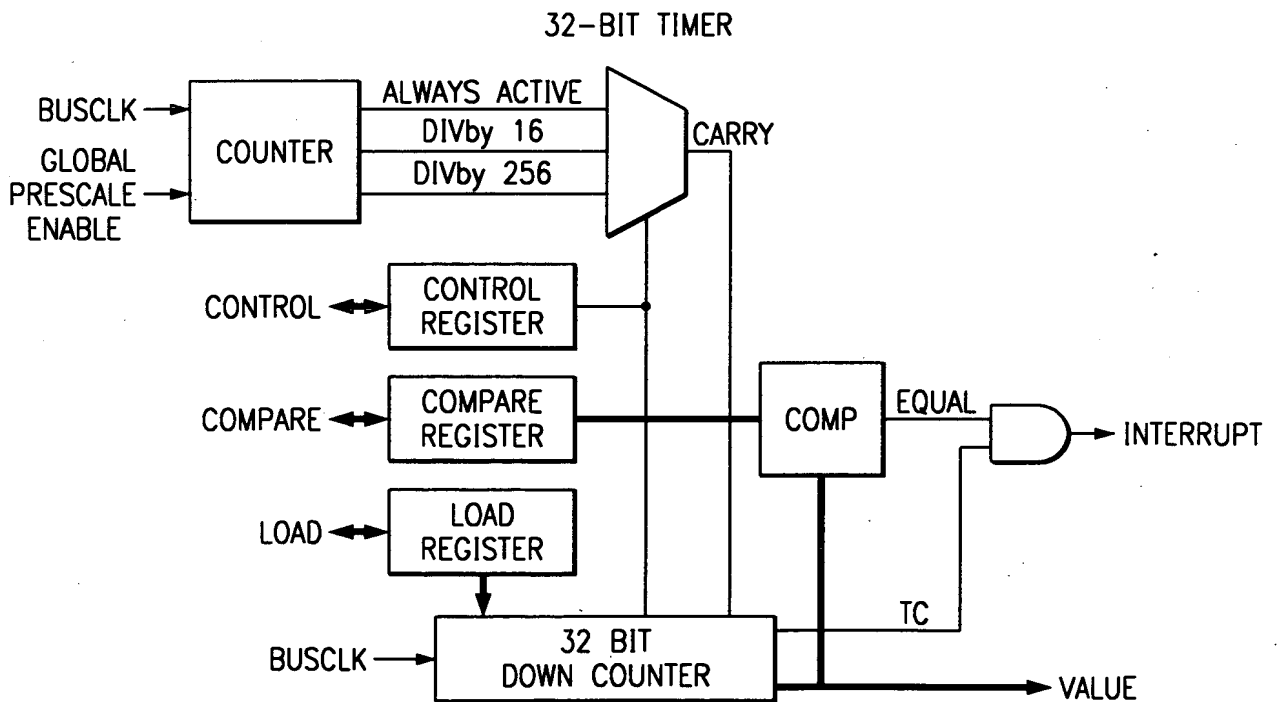 32-BIT TIMER
BUSCLK
GLOBAL
PRESCALE
ENABLE
COUNTER
ALWAYS ACTIVE
DIVby 16
DIVby 256
CARRY
CONTROL
CONTROL
REGISTER
COMPARE
COMPARE
REGISTER
COMP
EQUAL
INTERRUPT
LOAD
LOAD
REGISTER
BUSCLK
32 BIT
DOWN COUNTER
TC
VALUE